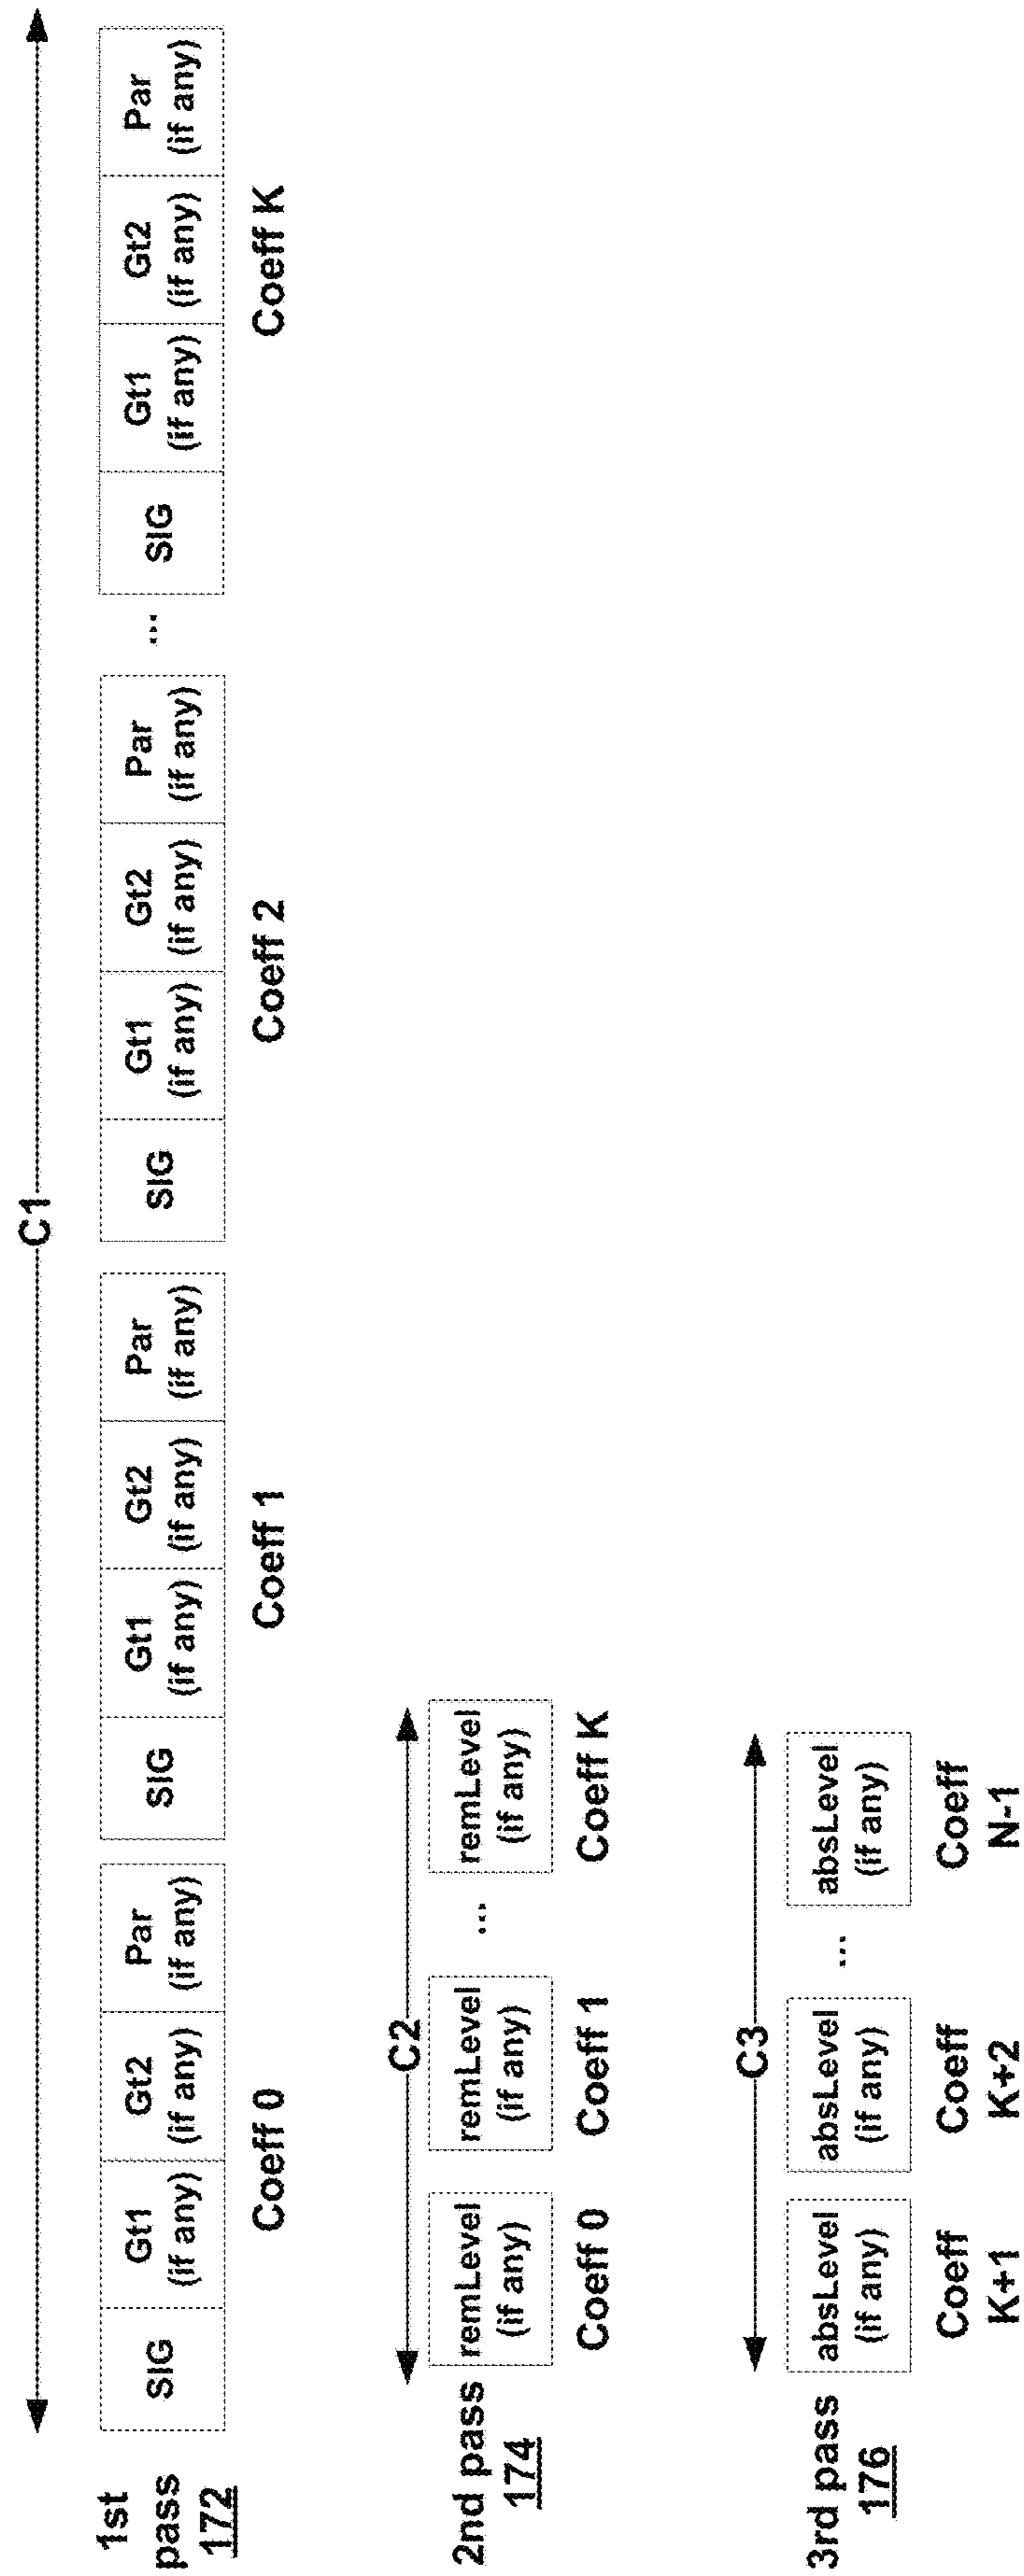 C1
1st
pass
172
SIG
Gt1
(if any)
Gt2
(if any)
Par
(if any)
Coeff 0
SIG
Gt1
(if any)
Gt2
(if any)
Par
(if any)
Coeff 1
SIG
Gt1
(if any)
Gt2
(if any)
Par
(if any)
Coeff 2
...
SIG
Gt1
(if any)
Gt2
(if any)
Par
(if any)
Coeff K
C2
2nd pass
174
remLevel
(if any)
Coeff 0
remLevel
(if any)
Coeff 1
...
remLevel
(if any)
Coeff K
C3
3rd pass
176
absLevel
(if any)
Coeff
K+1
absLevel
(if any)
Coeff
K+2
...
absLevel
(if any)
Coeff
N-1